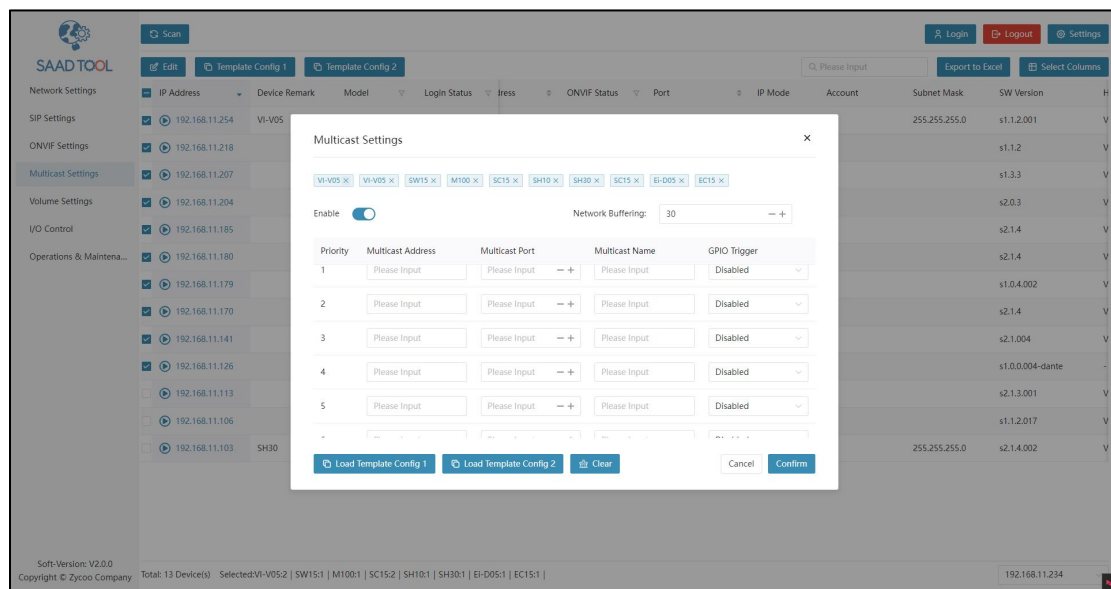 Scan Login Logout Settings
SAAD TOOL
Edit Template Config 1 Template Config 2 Please Input Export to Excel Select Columns
Network Settings
SIP Settings
ONVIF Settings
Multicast Settings
Volume Settings
I/O Control
Operations & Maintena...
IP Address Device Remark Model Login Status dress ONVIF Status Port IP Mode Account Subnet Mask SW Version H
192.168.11.254 VI-V05 255.255.255.0 s1.1.2.001 V
192.168.11.218 s1.1.2 V
192.168.11.207 s1.3.3 V
192.168.11.204 s2.0.3 V
192.168.11.185 s2.1.4 V
192.168.11.180 s2.1.4 V
192.168.11.179 s1.0.4.002 V
192.168.11.170 s2.1.4 V
192.168.11.141 s2.1.004 V
192.168.11.126 s1.0.0.004-dante -
192.168.11.113 s2.1.3.001 V
192.168.11.106 s1.1.2.017 V
192.168.11.103 SH30 255.255.255.0 s2.1.4.002 V
Multicast Settings ×
VI-V05 × VI-V05 × SW15 × M100 × SC15 × SH10 × SH30 × SC15 × Ei-D05 × EC15 ×
Enable Network Buffering: 30 − +
Priority Multicast Address Multicast Port Multicast Name GPIO Trigger
1 Please Input Please Input − + Please Input Disabled
2 Please Input Please Input − + Please Input Disabled
3 Please Input Please Input − + Please Input Disabled
4 Please Input Please Input − + Please Input Disabled
5 Please Input Please Input − + Please Input Disabled
Load Template Config 1 Load Template Config 2 Clear Cancel Confirm
Soft-Version: V2.0.0
Copyright © Zycoo Company
Total: 13 Device(s) Selected:VI-V05:2 | SW15:1 | M100:1 | SC15:2 | SH10:1 | SH30:1 | Ei-D05:1 | EC15:1 |
192.168.11.234